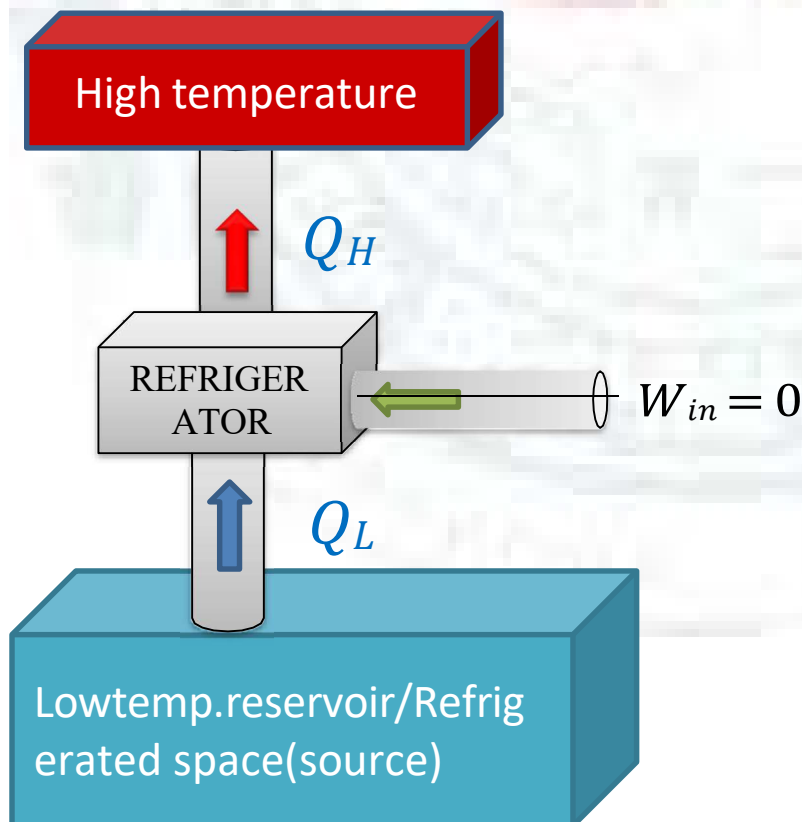 High temperature
Q_H
REFRIGER
ATOR
W_in = 0
Q_L
Lowtemp.reservoir/Refrig
erated space(source)